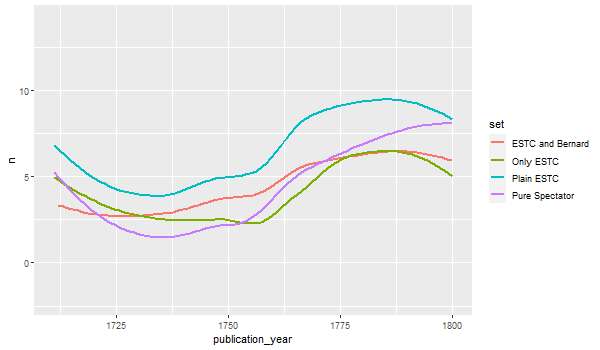 10
5
0
n
1725
1750
1775
1800
publication_year
set
ESTC and Bernard
Only ESTC
Plain ESTC
Pure Spectator